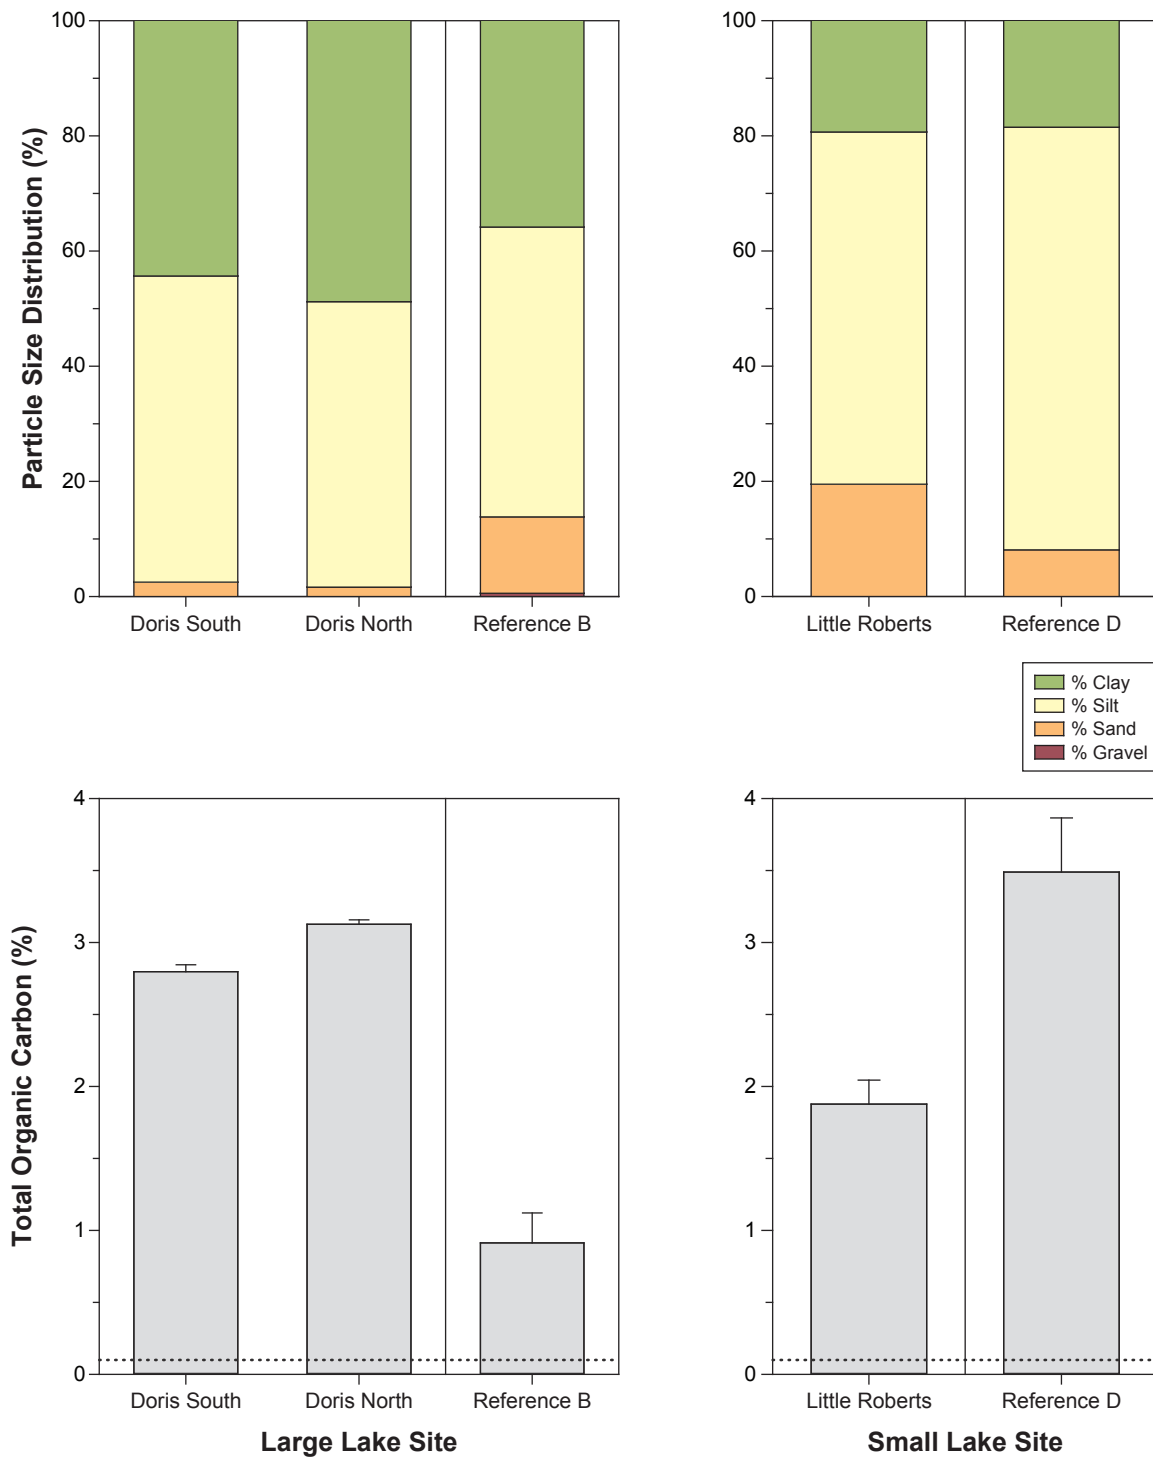 Particle Size Distribution (%)
100
80
60
40
20
0
Doris South
Doris North
Reference B
100
80
60
40
20
0
Little Roberts
Reference D
% Clay
% Silt
% Sand
% Gravel
Total Organic Carbon (%)
4
3
2
1
0
Doris South
Doris North
Reference B
Large Lake Site
4
3
2
1
0
Little Roberts
Reference D
Small Lake Site